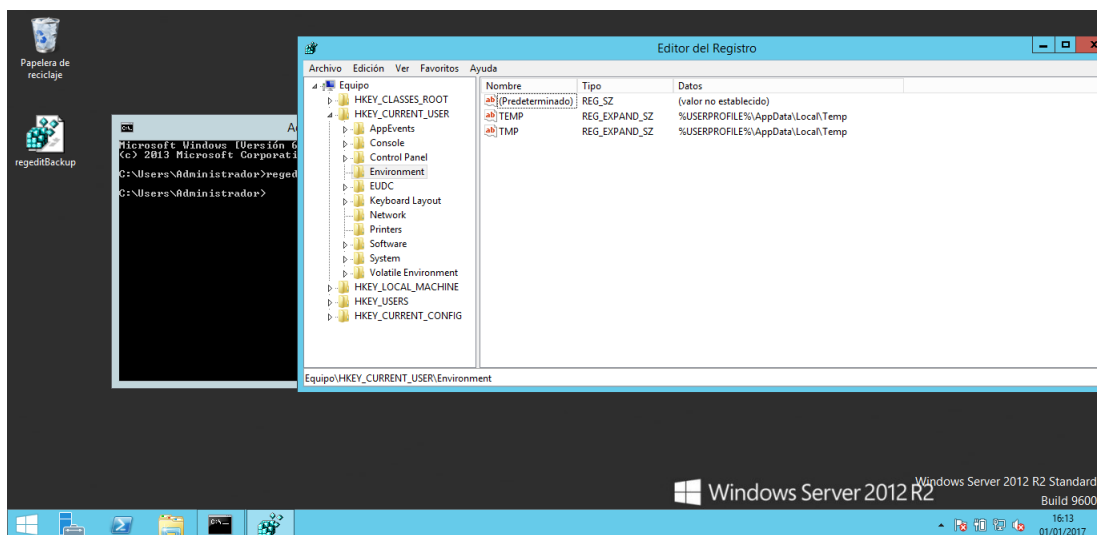 Papelera de
reciclaje
regeditBackup
Microsoft Windows [Versión 6
(c) 2013 Microsoft Corporati
C:\Users\Administrador>reged
C:\Users\Administrador>
Editor del Registro
Archivo Edición Ver Favoritos Ayuda
Equipo
HKEY_CLASSES_ROOT
HKEY_CURRENT_USER
AppEvents
Console
Control Panel
Environment
EUDC
Keyboard Layout
Network
Printers
Software
System
Volatile Environment
HKEY_LOCAL_MACHINE
HKEY_USERS
HKEY_CURRENT_CONFIG
Nombre Tipo Datos
(Predeterminado) REG_SZ (valor no establecido)
TEMP REG_EXPAND_SZ %USERPROFILE%\AppData\Local\Temp
TMP REG_EXPAND_SZ %USERPROFILE%\AppData\Local\Temp
Equipo\HKEY_CURRENT_USER\Environment
Windows Server 2012 R2
Windows Server 2012 R2 Standard
Build 9600
16:13
01/01/2017